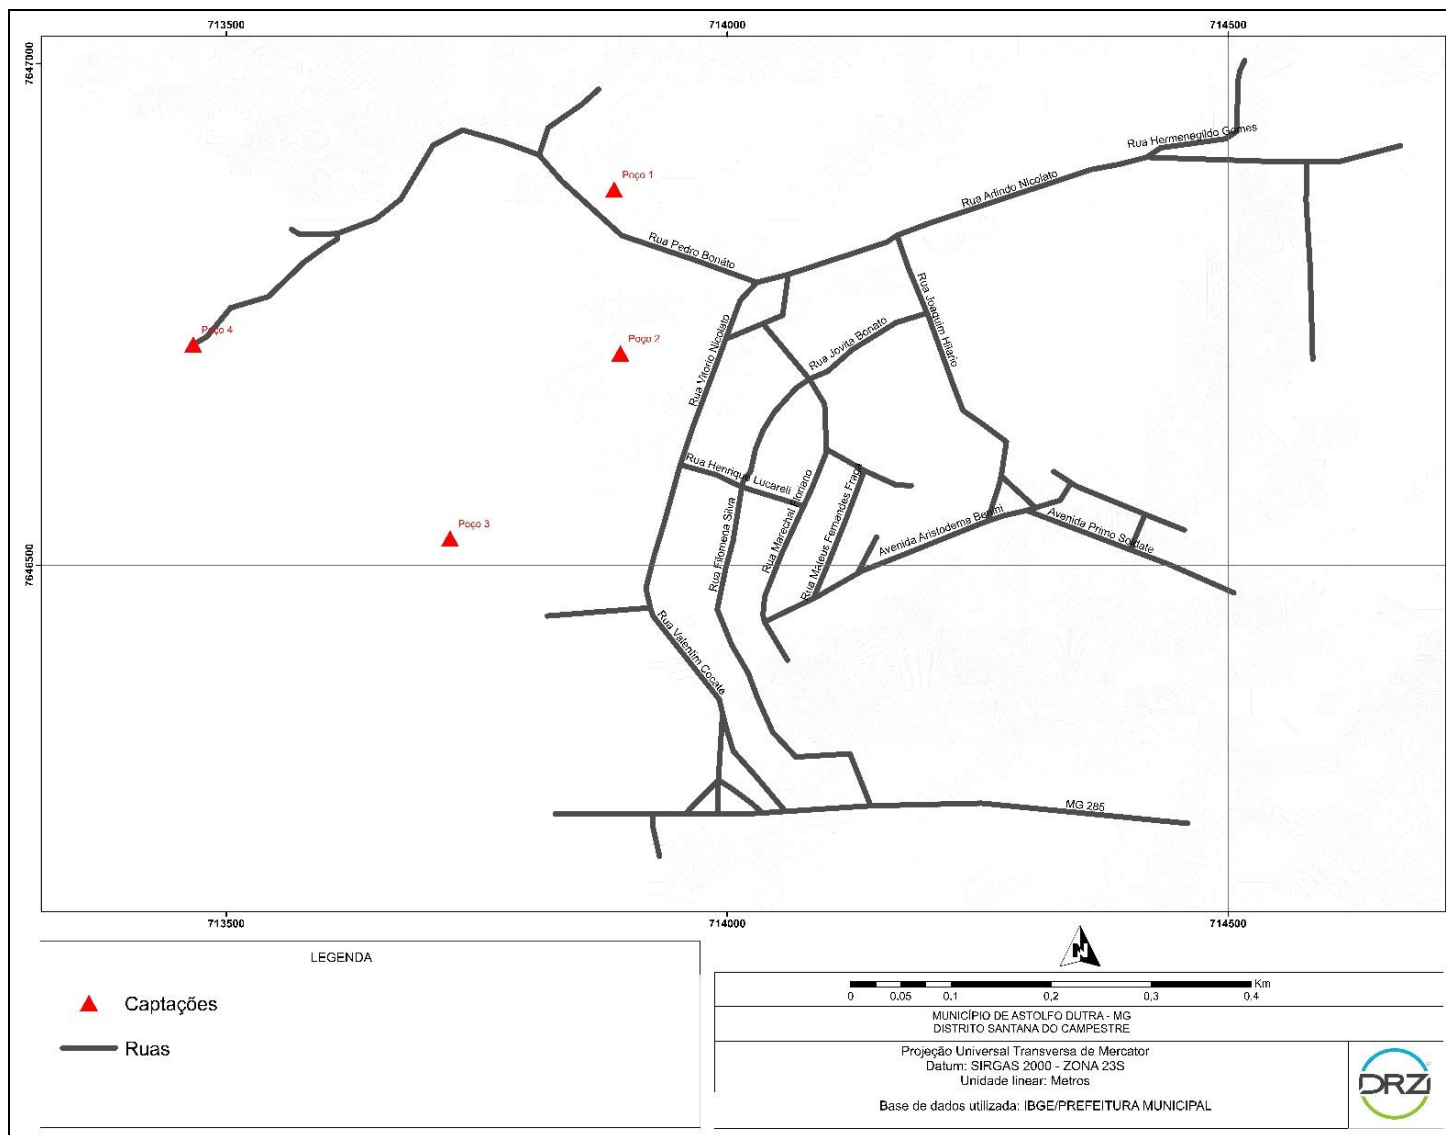 713500
714000
714500
7647000
Rua Hermenegildo Gomes
Poço 1
Rua Arlindo Nicolato
Rua Pedro Bonato
Poço 4
Poço 2
Rua Vitorio Nicolato
Rua Jovita Bonato
Rua Joaquim Hilario
Rua Henrique Lucareli
Poço 3
Rua Filomena Silva
Rua Marechal Floriano
Rua Mateus Fernandes Fraga
Avenida Aristodema Benini
Avenida Primo Soldate
7646500
Rua Valentim Cocate
MG 285
713500
714000
714500
LEGENDA
Captações
Ruas
N
0
0,05
0,1
0,2
0,3
0,4
Km
MUNICÍPIO DE ASTOLFO DUTRA - MG
DISTRITO SANTANA DO CAMPESTRE
Projeção Universal Transversa de Mercator
Datum: SIRGAS 2000 - ZONA 23S
Unidade linear: Metros
Base de dados utilizada: IBGE/PREFEITURA MUNICIPAL
DRZ